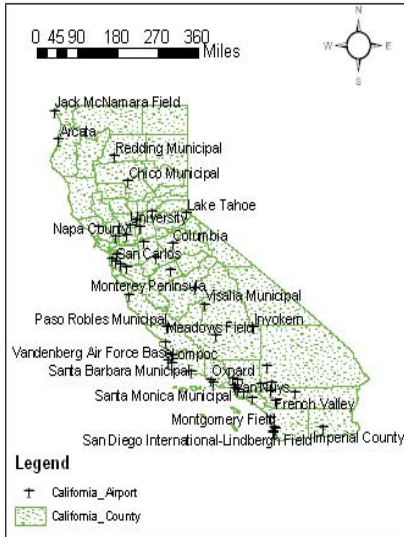 N
W E
S
0 45 90 180 270 360
Miles
Jack McNamara Field
Arcata
Redding Municipal
Chico Municipal
University
Lake Tahoe
Napa County
Columbia
San Carlos
Monterey Peninsula
Visalia Municipal
Paso Robles Municipal
Meadows Field
Inyokern
Vandenberg Air Force Base
Lompoc
Santa Barbara Municipal
Oxnard
Van Nuys
Santa Monica Municipal
French Valley
Montgomery Field
San Diego International-Lindbergh Field
Imperial County
Legend
California_Airport
California_County